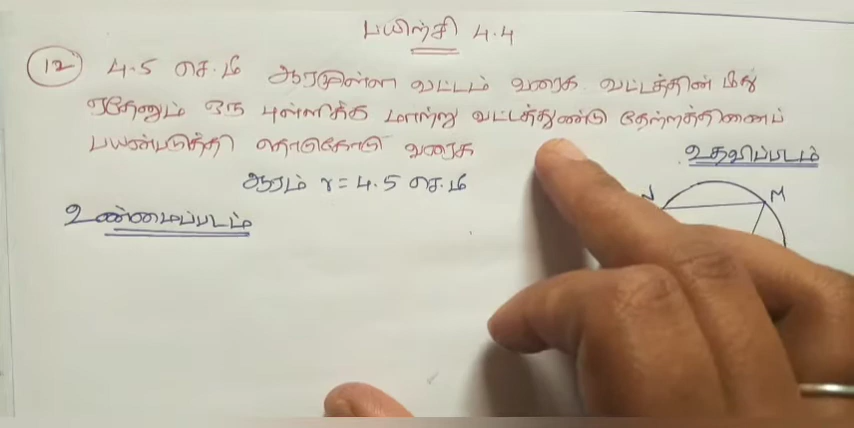 பயிற்சி 4.4
12 4.5 செ.மீ ஆரமுள்ள வட்டம் வரைக. வட்டத்தின் மீது
ஏதேனும் ஒரு புள்ளிக்கு மாற்று வட்டத்துண்டு தேற்றத்தினைப்
பயன்படுத்தி தொடுகோடு வரைக
உதவிப்படம்
ஆரம் r = 4.5 செ.மீ
உண்மைப்படம்
M